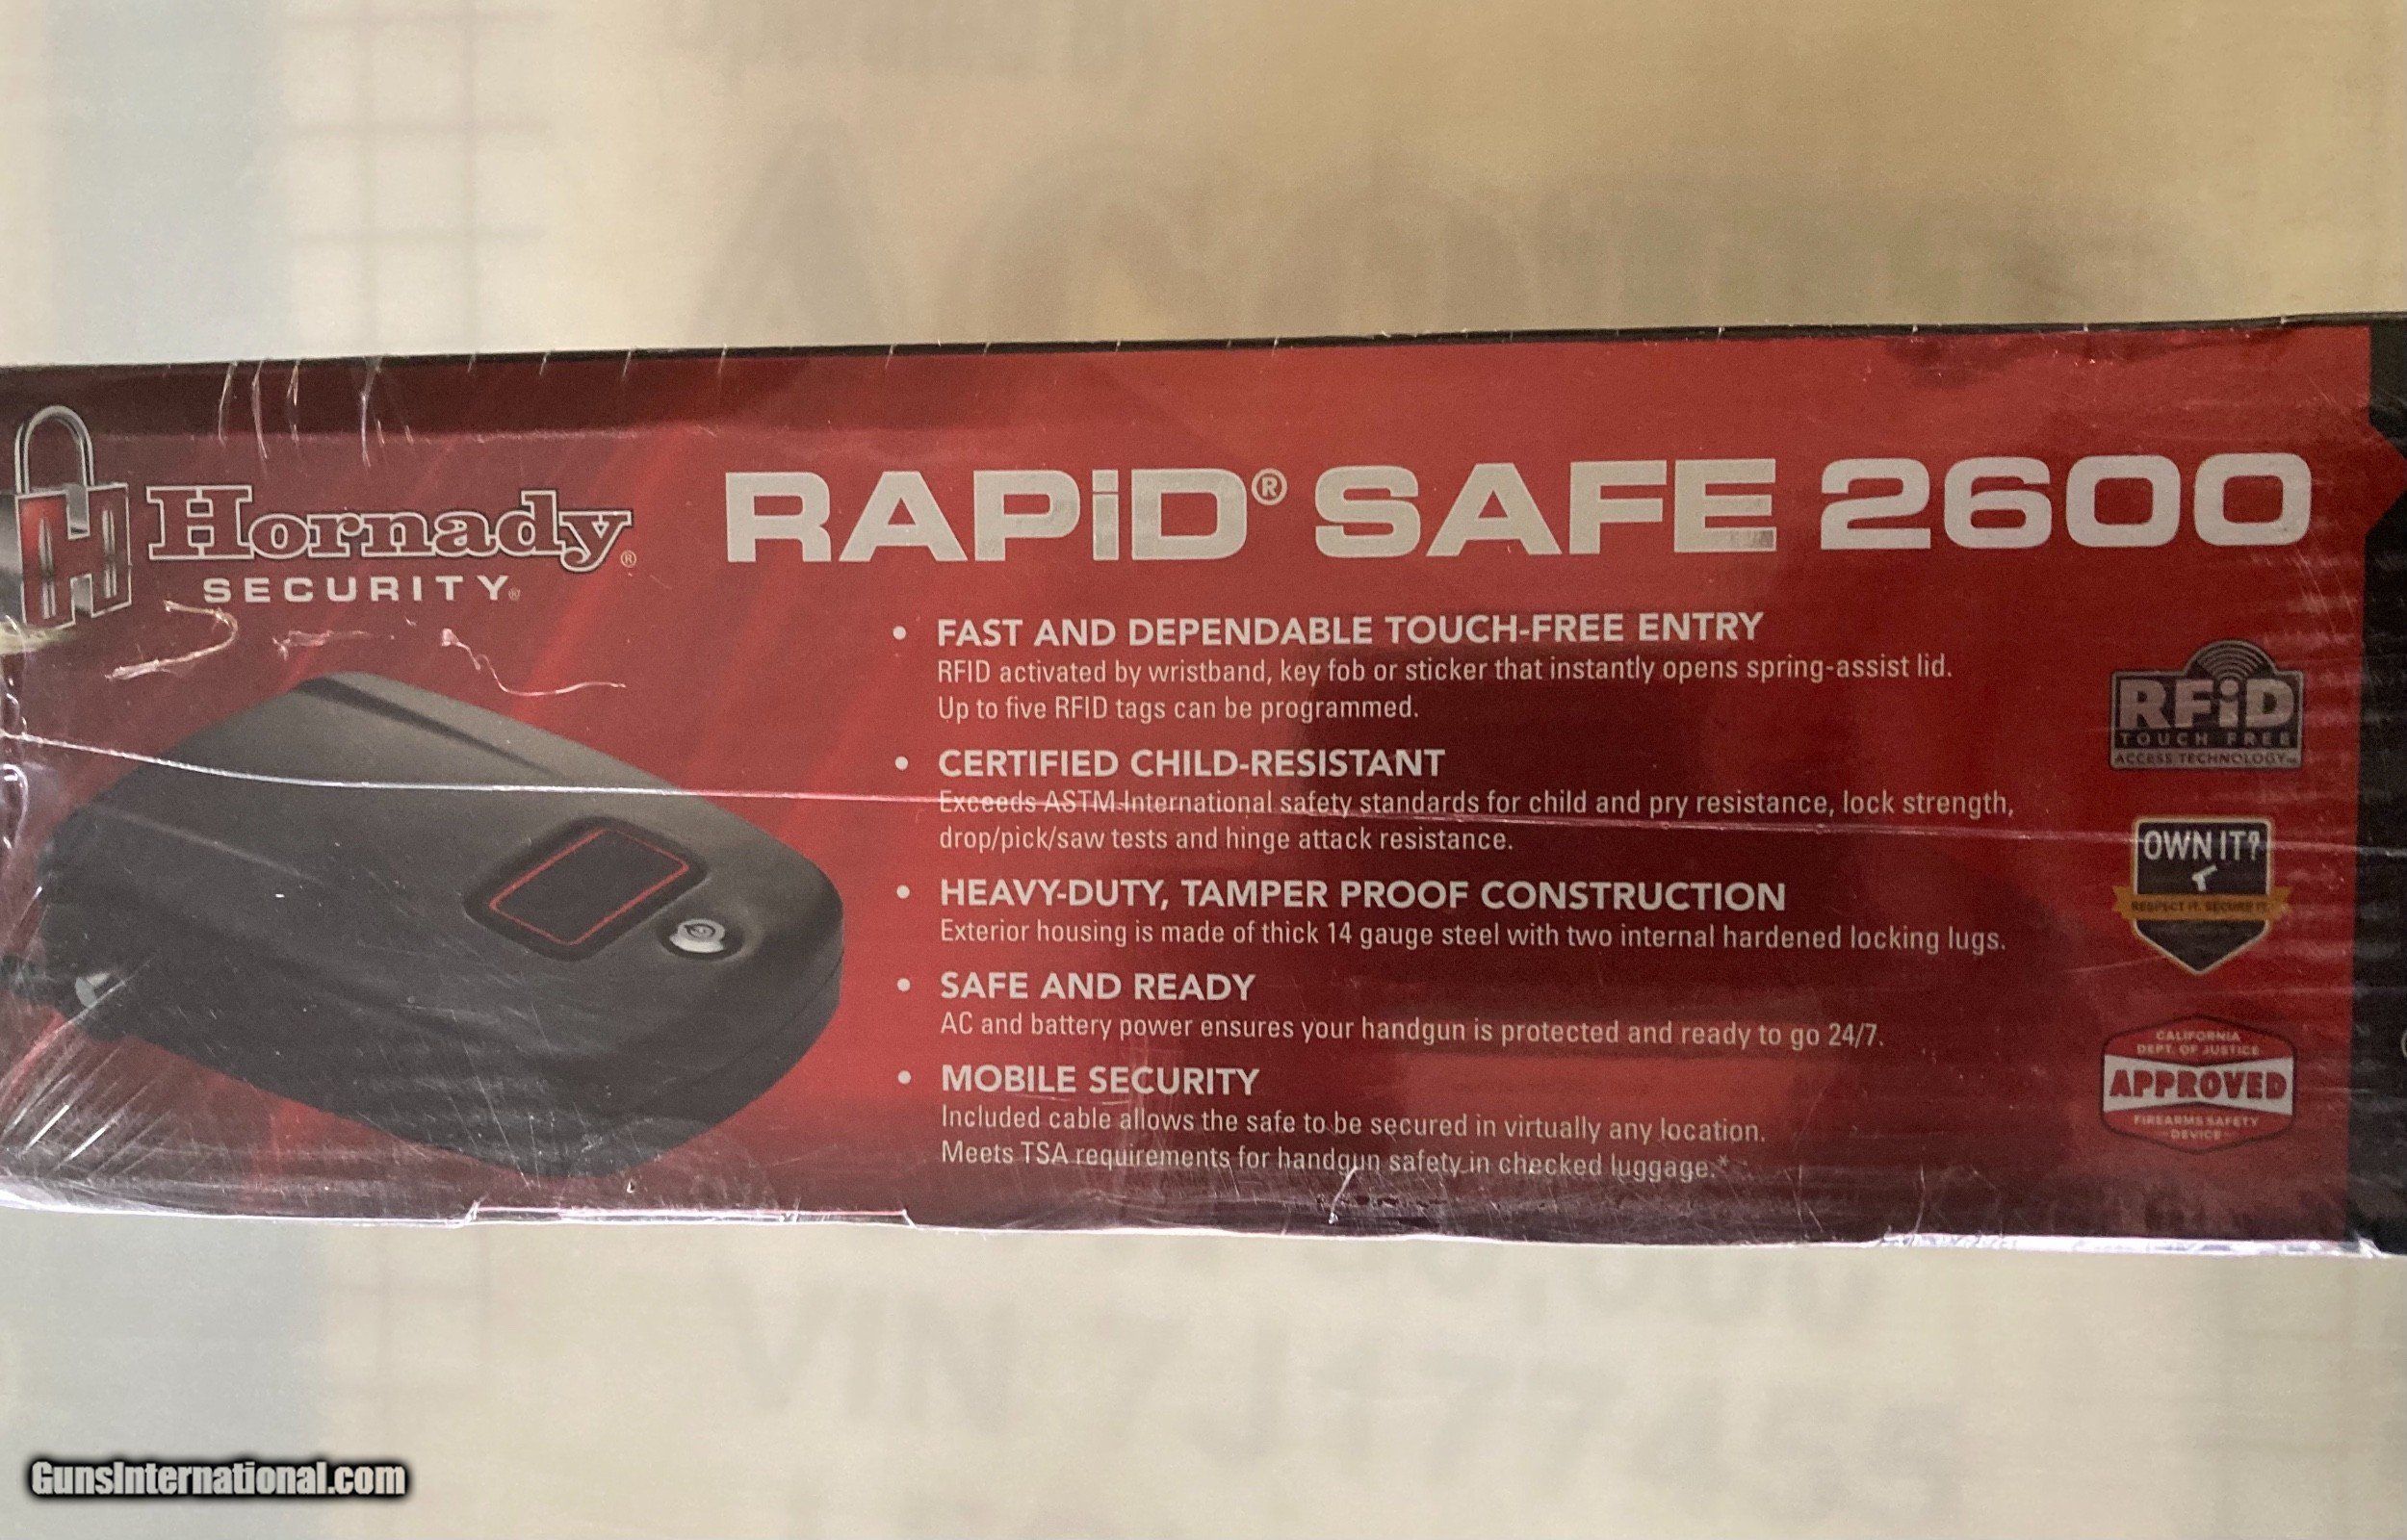 Hornady®
SECURITY®
RAPiD® SAFE 2600
• FAST AND DEPENDABLE TOUCH-FREE ENTRY
RFID activated by wristband, key fob or sticker that instantly opens spring-assist lid.
Up to five RFID tags can be programmed.
• CERTIFIED CHILD-RESISTANT
Exceeds ASTM International safety standards for child and pry resistance, lock strength,
drop/pick/saw tests and hinge attack resistance.
• HEAVY-DUTY, TAMPER PROOF CONSTRUCTION
Exterior housing is made of thick 14 gauge steel with two internal hardened locking lugs.
• SAFE AND READY
AC and battery power ensures your handgun is protected and ready to go 24/7.
• MOBILE SECURITY
Included cable allows the safe to be secured in virtually any location.
Meets TSA requirements for handgun safety in checked luggage.*
RFiD
TOUCH FREE
ACCESS TECHNOLOGY™
OWN IT?
RESPECT IT. SECURE IT.
CALIFORNIA
DEPT. OF JUSTICE
APPROVED
FIREARMS SAFETY
DEVICE
VIN
GunsInternational.com